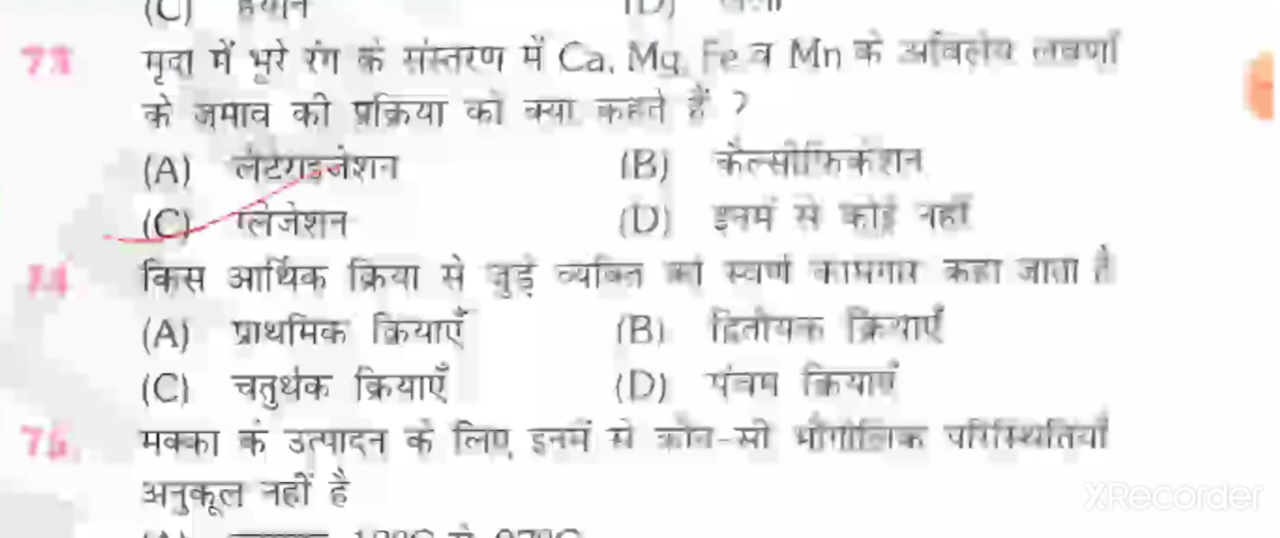 (C)
(D)
73 मृदा में भूरे रंग के संस्तरण में Ca, Mg, Fe व Mn के अविलेय लवणों
के जमाव की प्रक्रिया को क्या कहते हैं ?
(A) लैटेराइजेशन (B) कैल्सीफिकेशन
(C) ग्लेजेशन (D) इनमें से कोई नहीं
74 किस आर्थिक क्रिया से जुड़े व्यक्ति को स्वर्ण कामगार कहा जाता है
(A) प्राथमिक क्रियाएँ (B) द्वितीयक क्रियाएँ
(C) चतुर्थक क्रियाएँ (D) पंचम क्रियाएँ
75. मक्का के उत्पादन के लिए इनमें से कौन-सी भौगोलिक परिस्थितियाँ
अनुकूल नहीं है
XRecorder